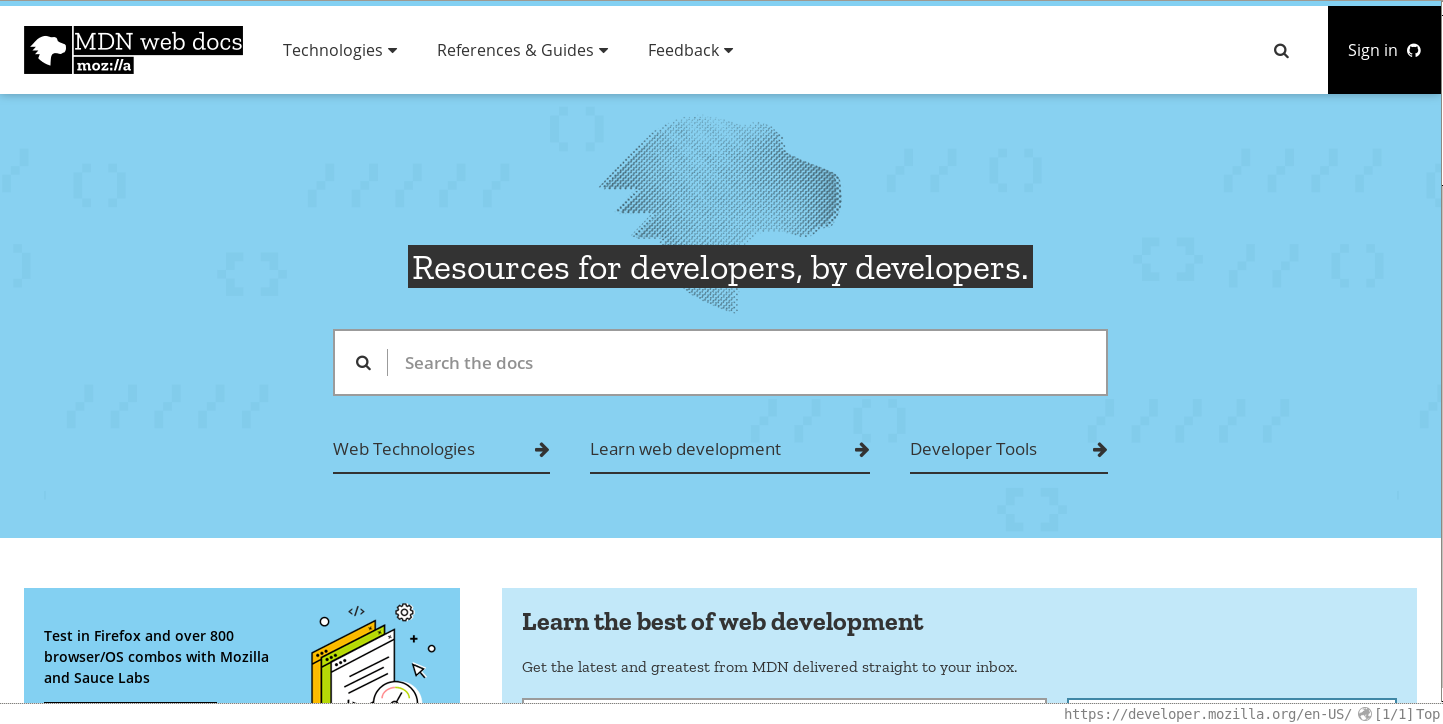 MDN web docs
moz://a
Technologies
References & Guides
Feedback
Sign in
Resources for developers, by developers.
Search the docs
Web Technologies
Learn web development
Developer Tools
Test in Firefox and over 800
browser/OS combos with Mozilla
and Sauce Labs
</>
Learn the best of web development
Get the latest and greatest from MDN delivered straight to your inbox.
https://developer.mozilla.org/en-US/ [1/1] Top